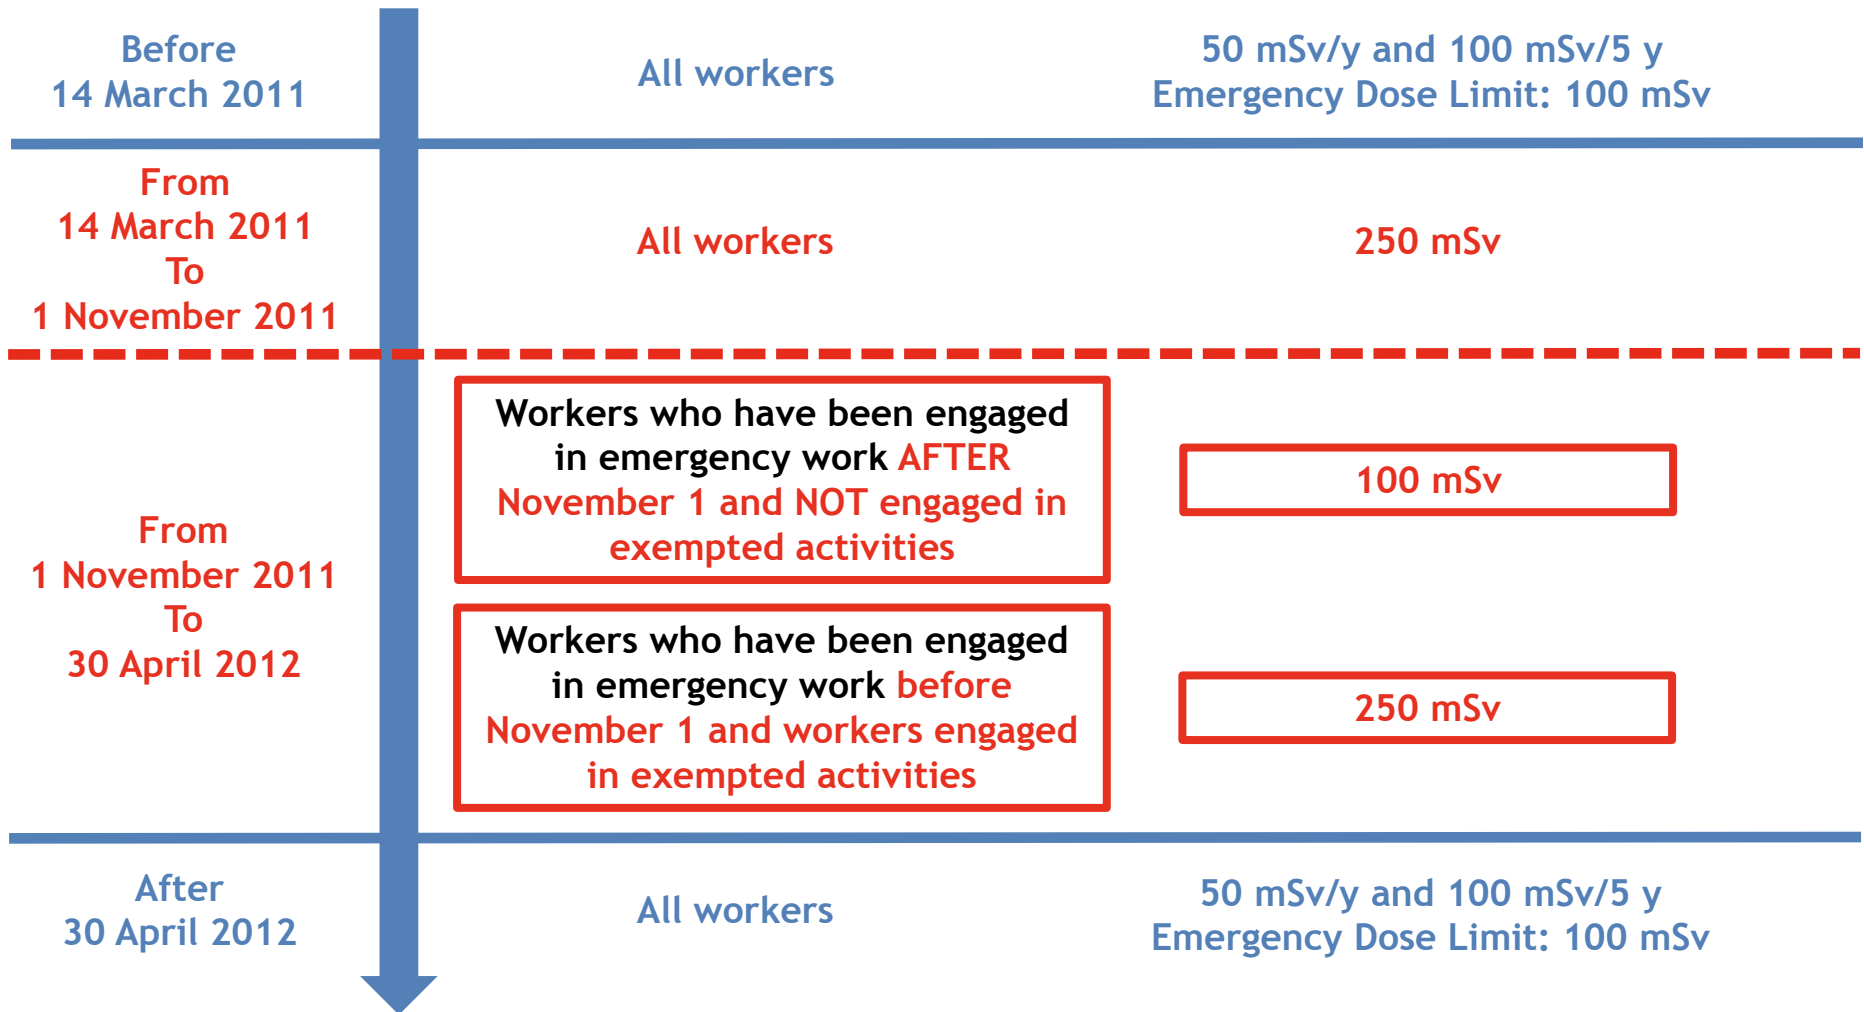 Before
14 March 2011
All workers
50 mSv/y and 100 mSv/5 y
Emergency Dose Limit: 100 mSv
From
14 March 2011
To
1 November 2011
All workers
250 mSv
From
1 November 2011
To
30 April 2012
Workers who have been engaged
in emergency work AFTER
November 1 and NOT engaged in
exempted activities
100 mSv
Workers who have been engaged
in emergency work before
November 1 and workers engaged
in exempted activities
250 mSv
After
30 April 2012
All workers
50 mSv/y and 100 mSv/5 y
Emergency Dose Limit: 100 mSv